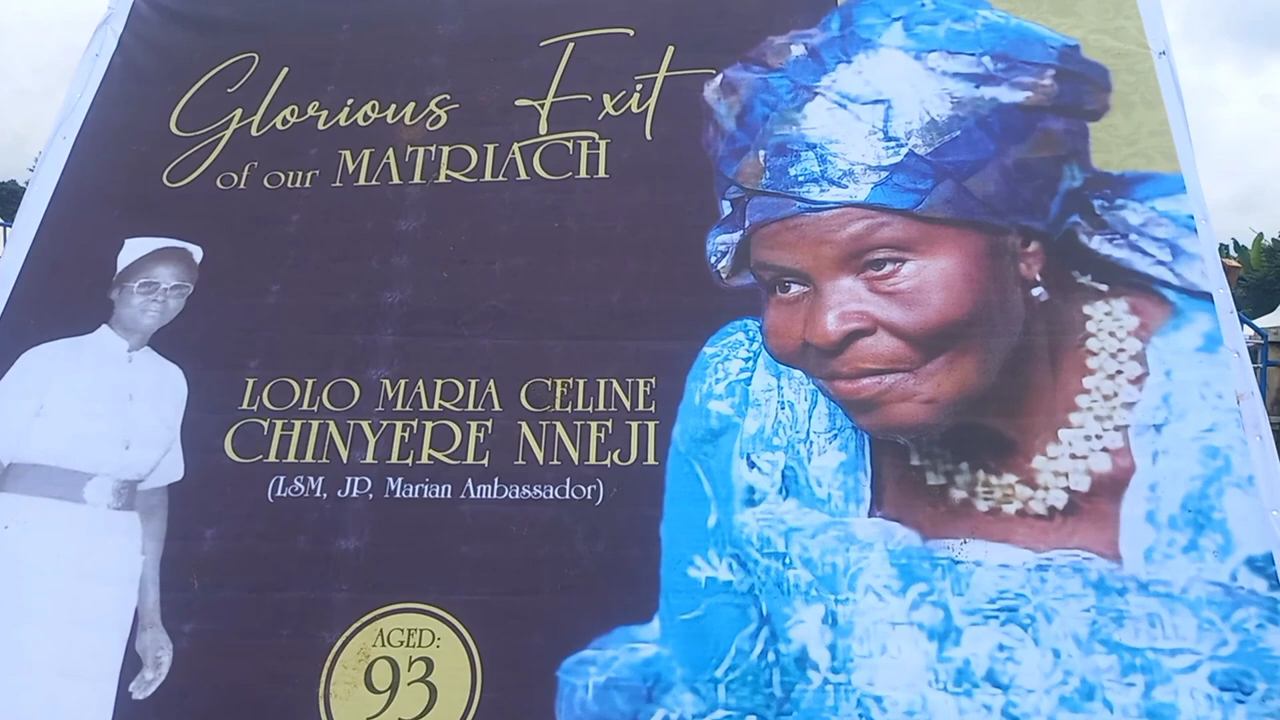 Glorious Exit
of our MATRIACH
LOLO MARIA CELINE
CHINYERE NNEJI
(LSM, JP, Marian Ambassador)
AGED:
93